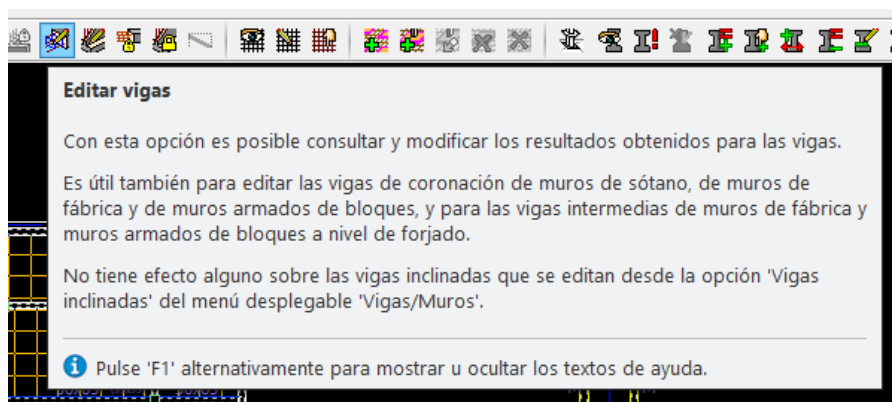 Editar vigas
Con esta opción es posible consultar y modificar los resultados obtenidos para las vigas.
Es útil también para editar las vigas de coronación de muros de sótano, de muros de
fábrica y de muros armados de bloques, y para las vigas intermedias de muros de fábrica y
muros armados de bloques a nivel de forjado.
No tiene efecto alguno sobre las vigas inclinadas que se editan desde la opción 'Vigas
inclinadas' del menú desplegable 'Vigas/Muros'.
Pulse 'F1' alternativamente para mostrar u ocultar los textos de ayuda.